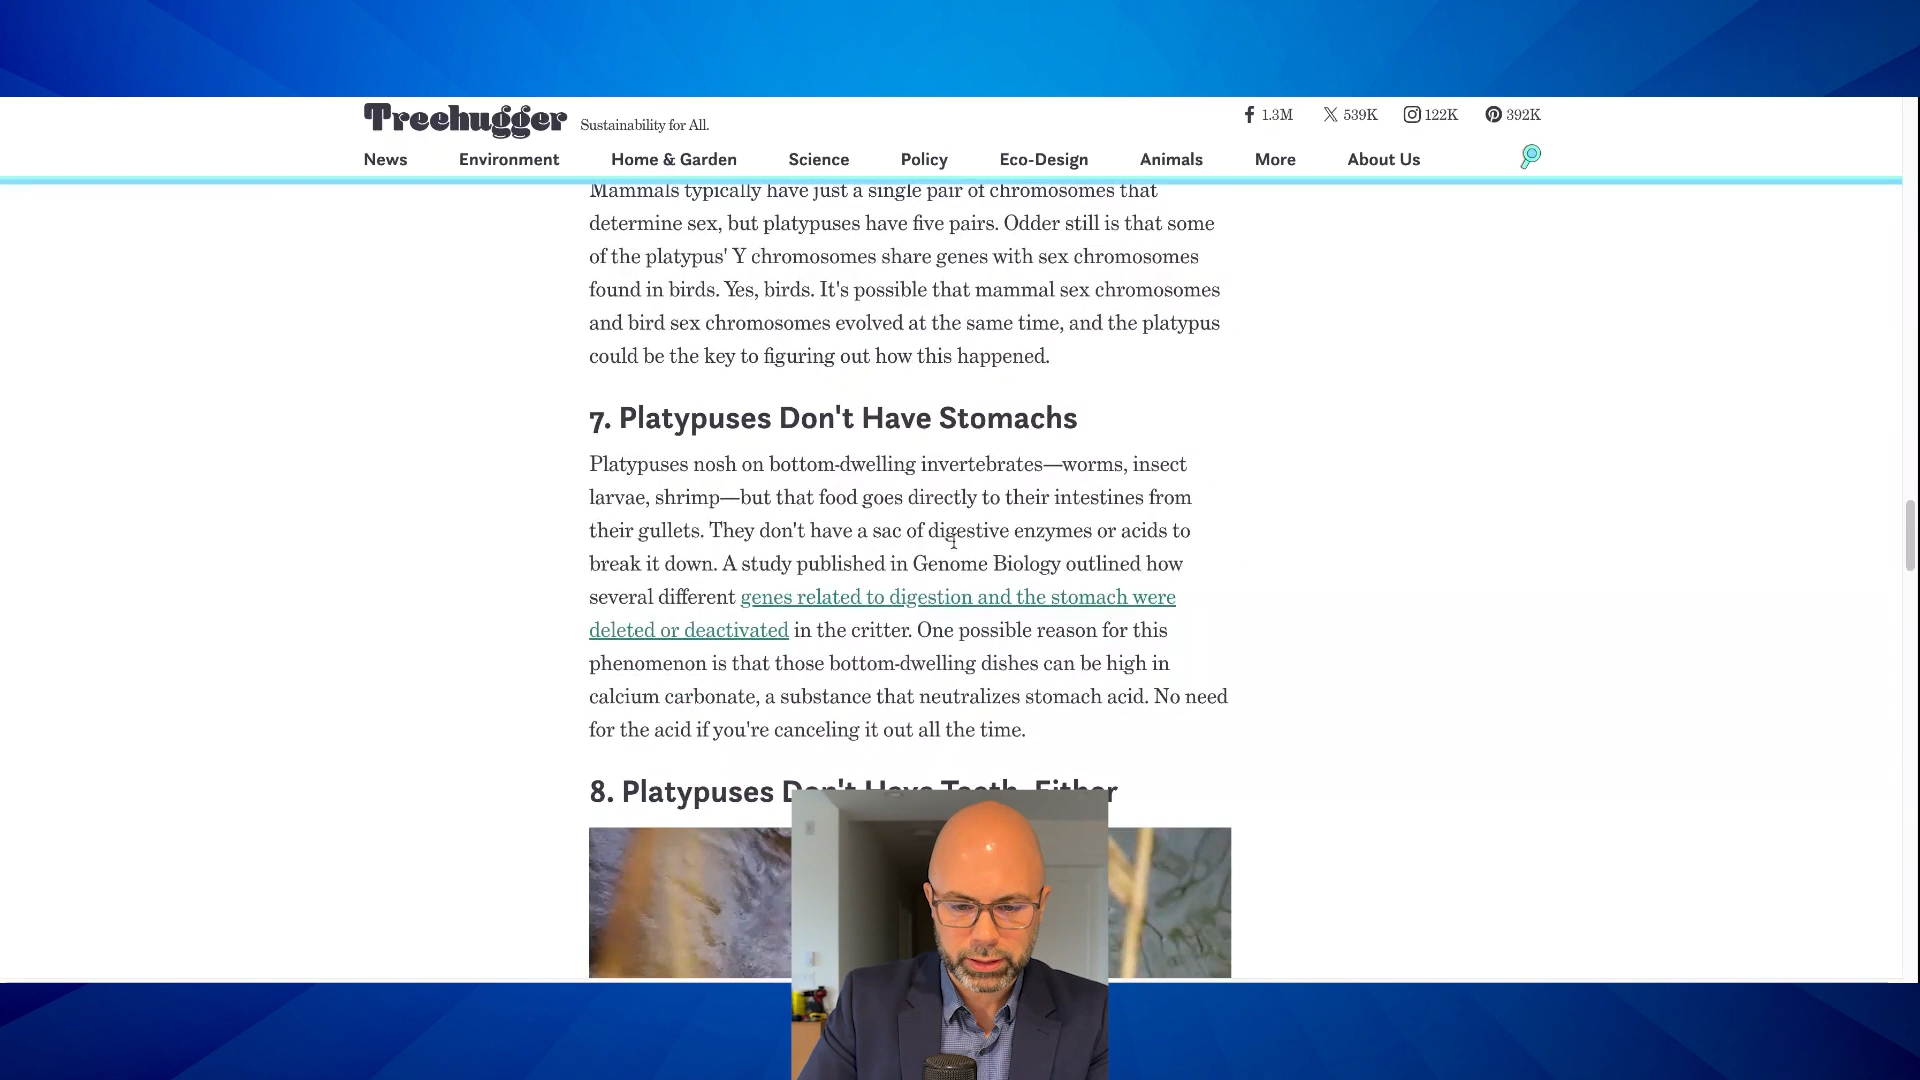 Treehugger Sustainability for All.
1.3M 539K 122K 392K
News Environment Home & Garden Science Policy Eco-Design Animals More About Us
Mammals typically have just a single pair of chromosomes that
determine sex, but platypuses have five pairs. Odder still is that some
of the platypus' Y chromosomes share genes with sex chromosomes
found in birds. Yes, birds. It's possible that mammal sex chromosomes
and bird sex chromosomes evolved at the same time, and the platypus
could be the key to figuring out how this happened.
7. Platypuses Don't Have Stomachs
Platypuses nosh on bottom-dwelling invertebrates—worms, insect
larvae, shrimp—but that food goes directly to their intestines from
their gullets. They don't have a sac of digestive enzymes or acids to
break it down. A study published in Genome Biology outlined how
several different genes related to digestion and the stomach were
deleted or deactivated in the critter. One possible reason for this
phenomenon is that those bottom-dwelling dishes can be high in
calcium carbonate, a substance that neutralizes stomach acid. No need
for the acid if you're canceling it out all the time.
8. Platypuses Don't Have Teeth, Either